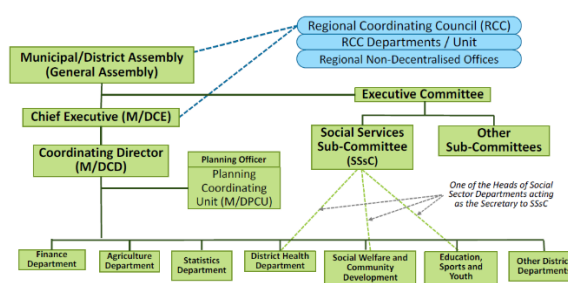 Municipal/District Assembly
(General Assembly)
Regional Coordinating Council (RCC)
RCC Departments / Unit
Regional Non-Decentralised Offices
Executive Committee
Chief Executive (M/DCE)
Social Services
Sub-Committee
(SSsC)
Other
Sub-Committees
Coordinating Director
(M/DCD)
Planning Officer
Planning
Coordinating
Unit (M/DPCU)
One of the Heads of Social
Sector Departments acting
as the Secretary to SSsC
Finance
Department
Agriculture
Department
Statistics
Department
District Health
Department
Social Welfare and
Community
Development
Education,
Sports and
Youth
Other District
Departments